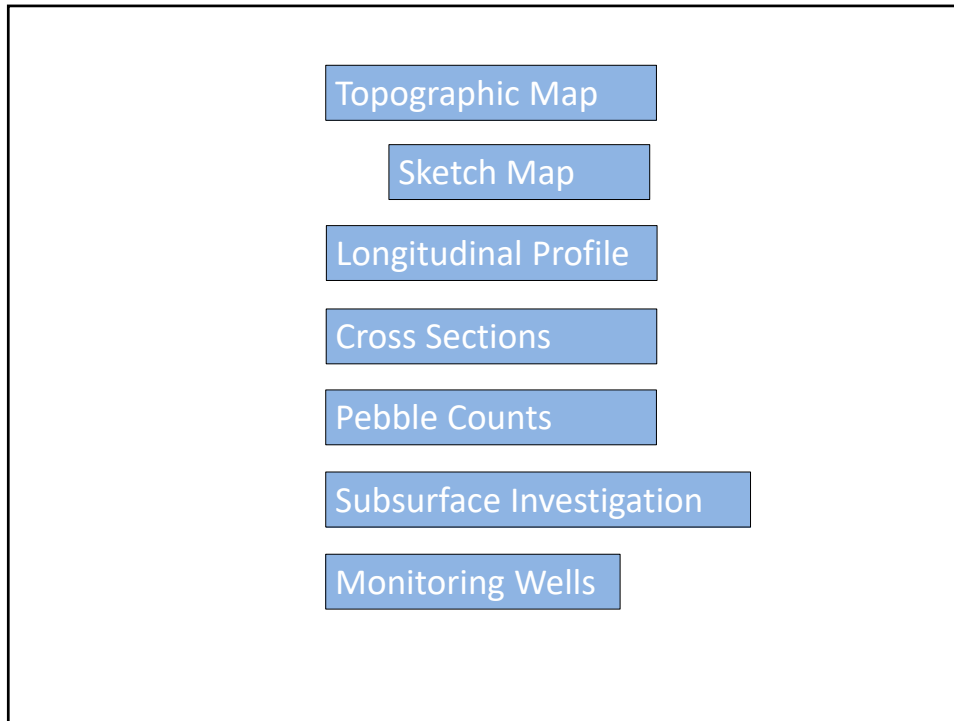 Topographic Map
Sketch Map
Longitudinal Profile
Cross Sections
Pebble Counts
Subsurface Investigation
Monitoring Wells